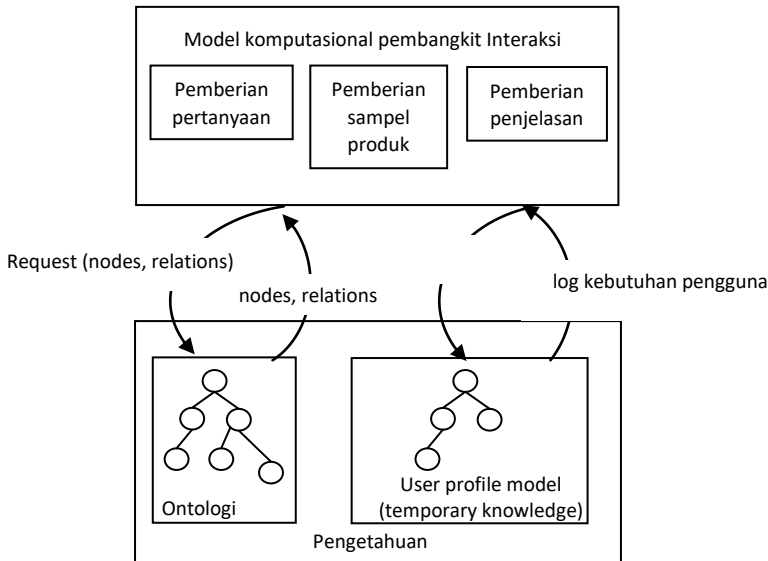 Model komputasional pembangkit Interaksi
Pemberian
pertanyaan
Pemberian
sampel
produk
Pemberian
penjelasan
Request (nodes, relations)
nodes, relations
log kebutuhan pengguna
Ontologi
User profile model
(temporary knowledge)
Pengetahuan